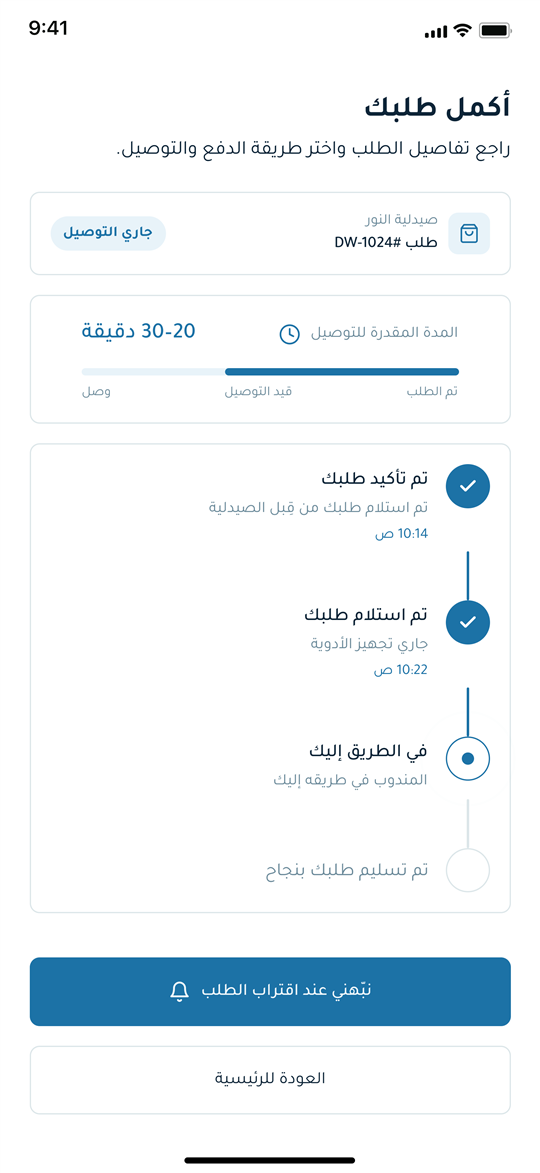 9:41
أكمل طلبك
راجع تفاصيل الطلب واختر طريقة الدفع والتوصيل.
صيدلية النور
طلب #DW-1024
جاري التوصيل
المدة المقدرة للتوصيل
20-30 دقيقة
تم الطلب
قيد التوصيل
وصل
تم تأكيد طلبك
تم استلام طلبك من قِبل الصيدلية
10:14 ص
تم استلام طلبك
جاري تجهيز الأدوية
10:22 ص
في الطريق إليك
المندوب في طريقه إليك
تم تسليم طلبك بنجاح
نبّهني عند اقتراب الطلب
العودة للرئيسية